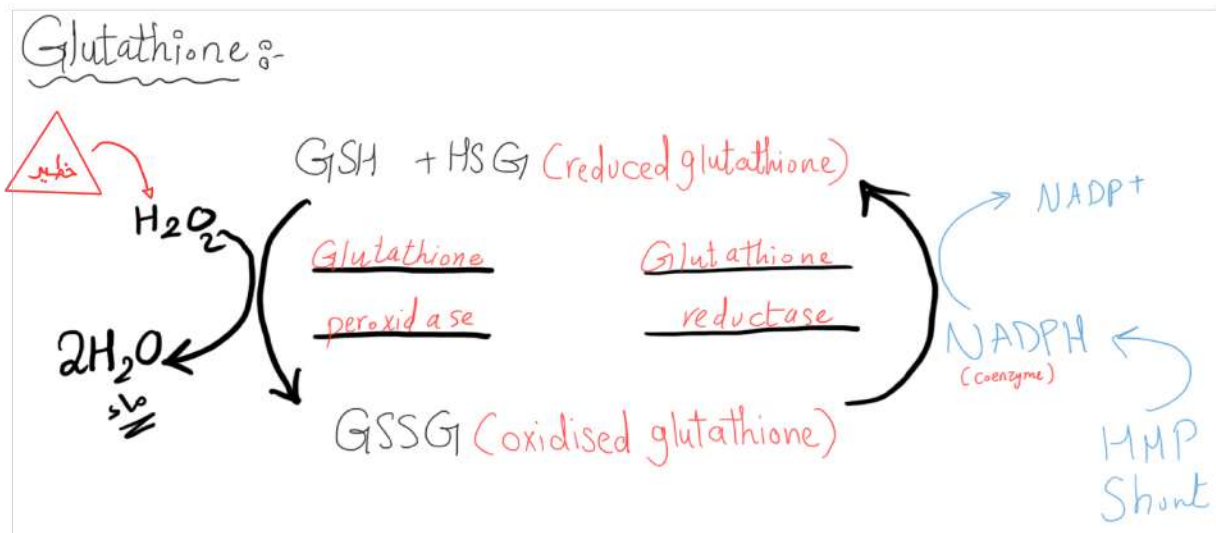 Glutathione :-
خطير
GSH + HSG (reduced glutathione)
H2O2
NADP+
Glutathione
peroxidase
Glutathione
reductase
2H2O
ماء
NADPH
(coenzyme)
GSSG (oxidised glutathione)
HMP
Shunt